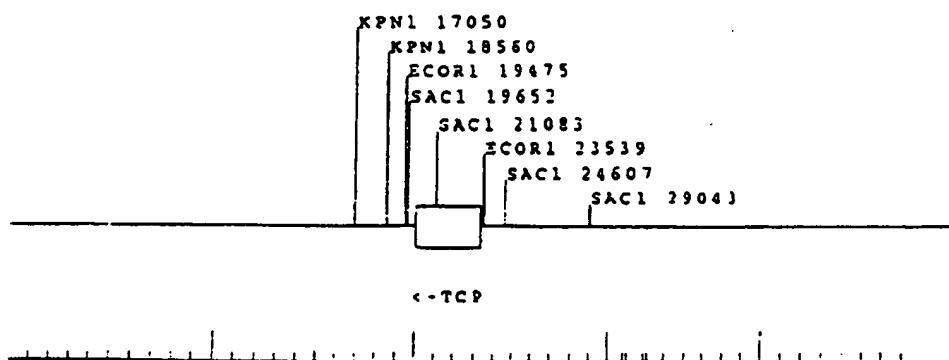 KPN1 17050
KPN1 18560
ECOR1 19475
SAC1 19652
SAC1 21083
ECOR1 23539
SAC1 24607
SAC1 29043
<-TCP